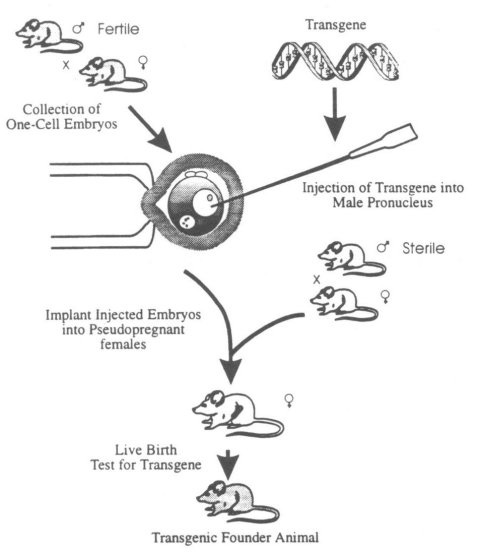 ♂ Fertile
x ♀
Transgene
Collection of
One-Cell Embryos
Injection of Transgene into
Male Pronucleus
♂ Sterile
x
♀
Implant Injected Embryos
into Pseudopregnant
females
♀
Live Birth
Test for Transgene
Transgenic Founder Animal